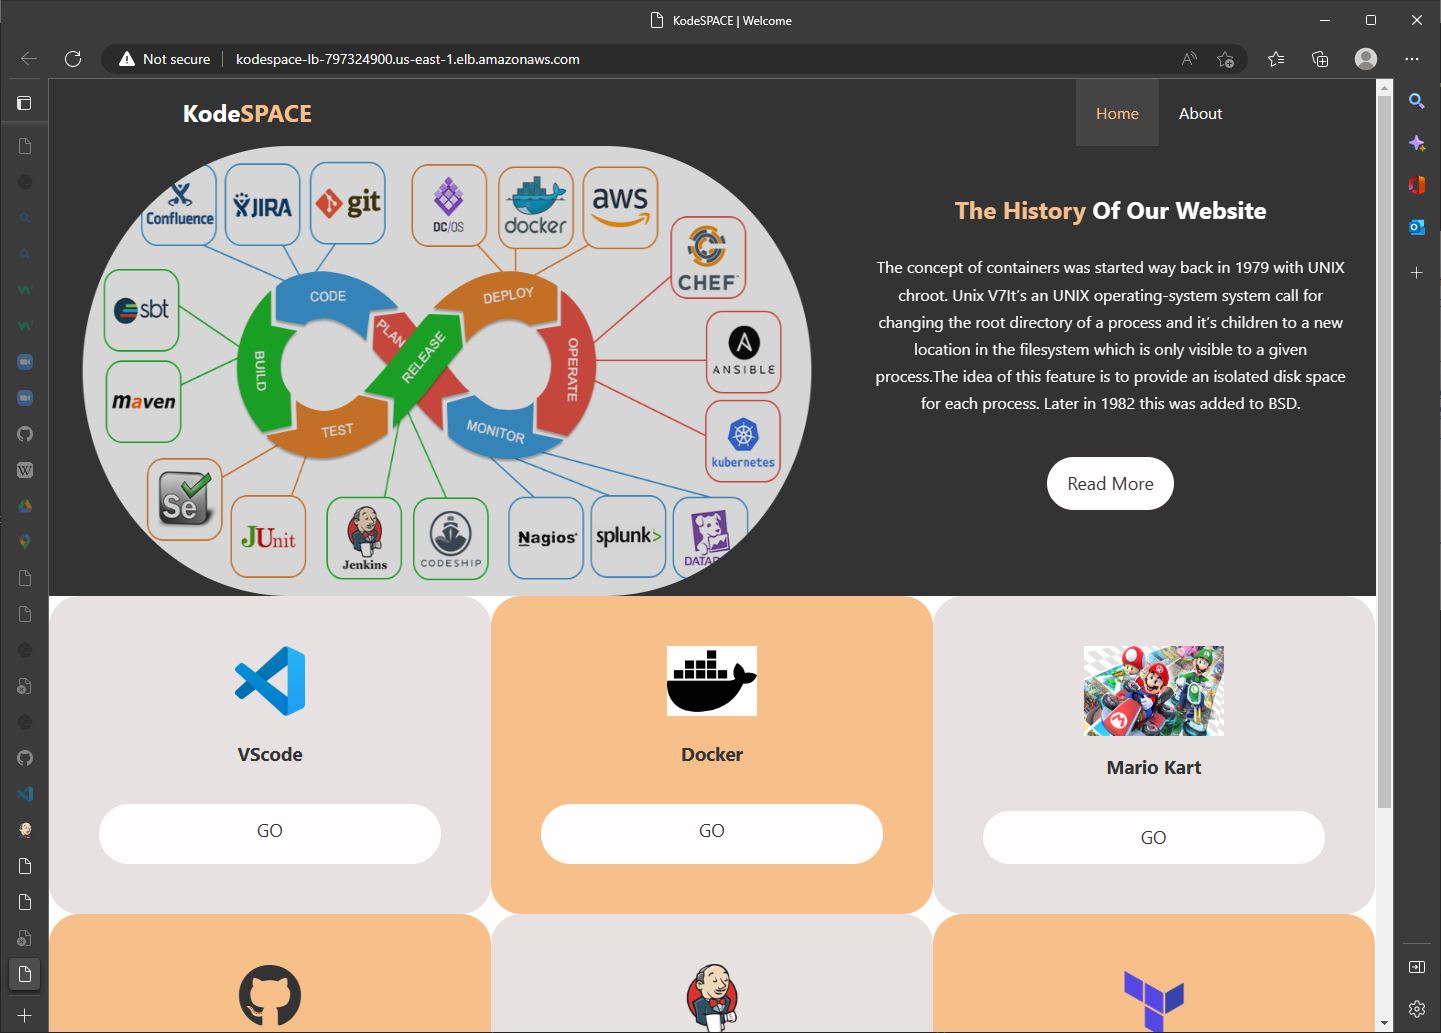 KodeSPACE | Welcome
Not secure
kodespace-lb-797324900.us-east-1.elb.amazonaws.com
KodeSPACE
Home
About
Confluence
JIRA
git
DC/OS
docker
aws
CHEF
sbt
CODE
DEPLOY
PLAN
RELEASE
BUILD
OPERATE
ANSIBLE
maven
TEST
MONITOR
kubernetes
Se
JUnit
Jenkins
CODESHIP
Nagios
splunk>
DATAD
The History Of Our Website
The concept of containers was started way back in 1979 with UNIX
chroot. Unix V7It's an UNIX operating-system system call for
changing the root directory of a process and it's children to a new
location in the filesystem which is only visible to a given
process.The idea of this feature is to provide an isolated disk space
for each process. Later in 1982 this was added to BSD.
Read More
VScode
Docker
Mario Kart
GO
GO
GO